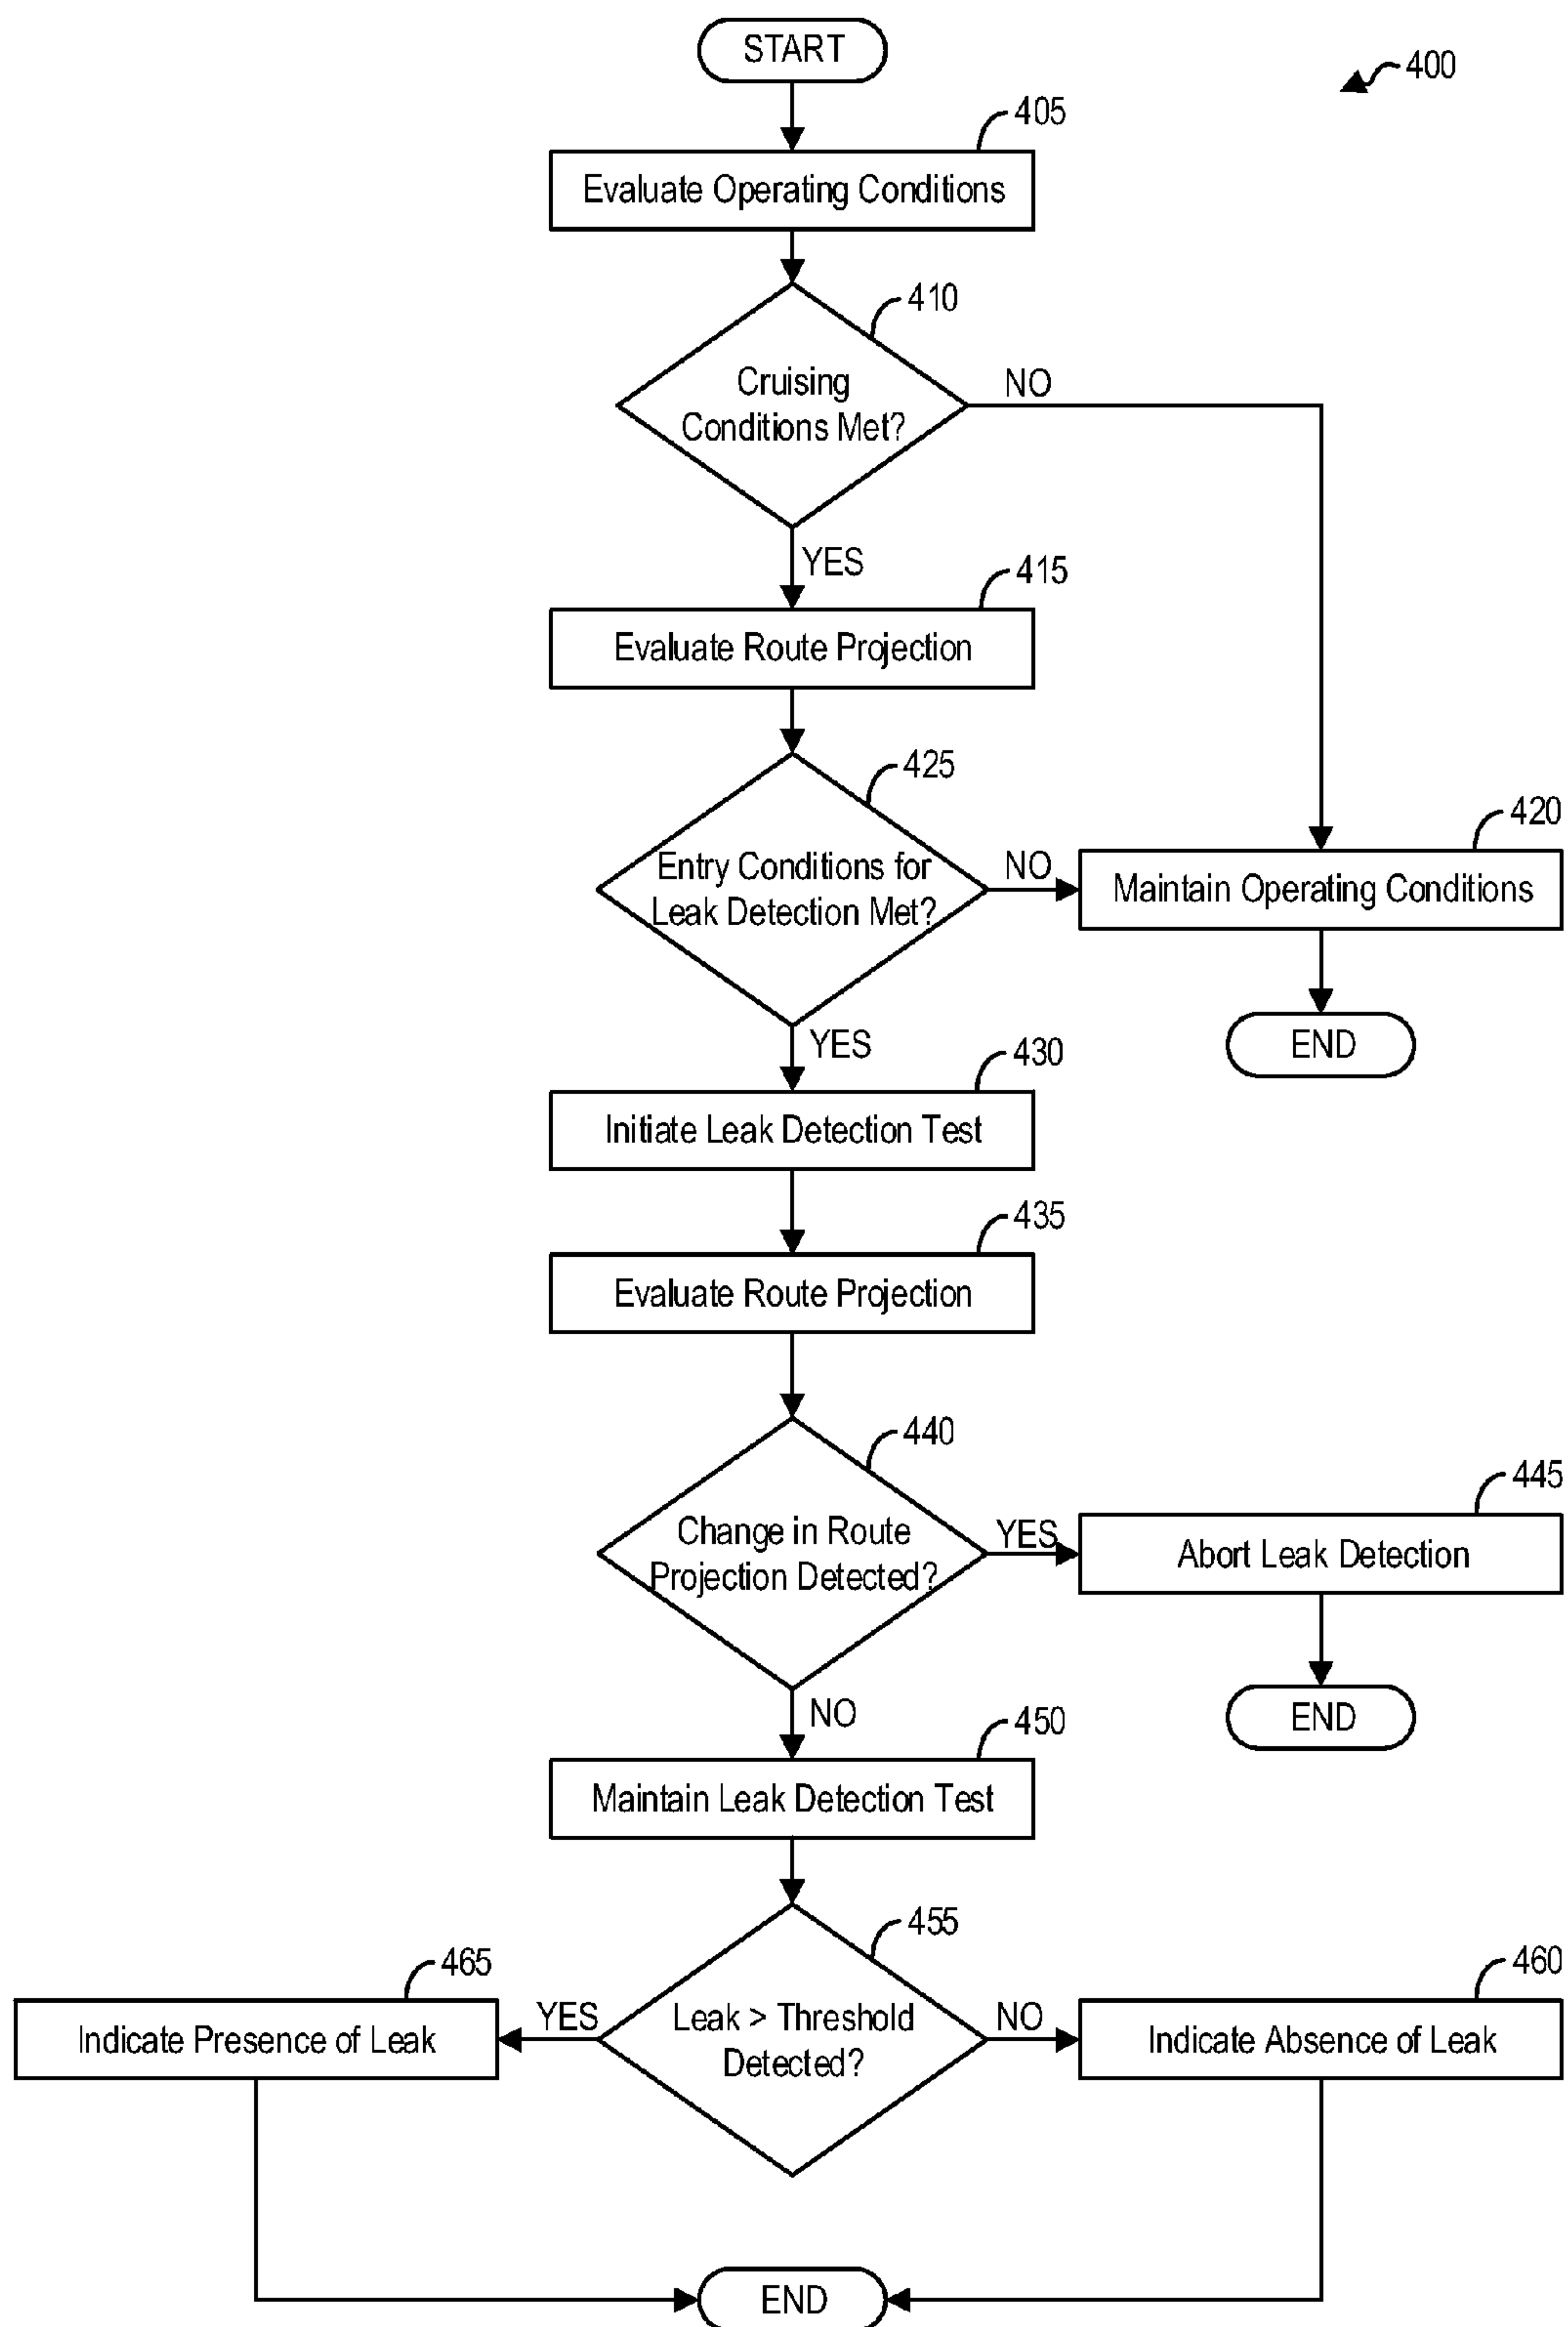 START
400
405
Evaluate Operating Conditions
410
Cruising
Conditions Met?
NO
YES
415
Evaluate Route Projection
425
Entry Conditions for
Leak Detection Met?
NO
420
Maintain Operating Conditions
END
YES
430
Initiate Leak Detection Test
435
Evaluate Route Projection
440
Change in Route
Projection Detected?
YES
445
Abort Leak Detection
END
NO
450
Maintain Leak Detection Test
455
Leak > Threshold
Detected?
YES
465
Indicate Presence of Leak
NO
460
Indicate Absence of Leak
END